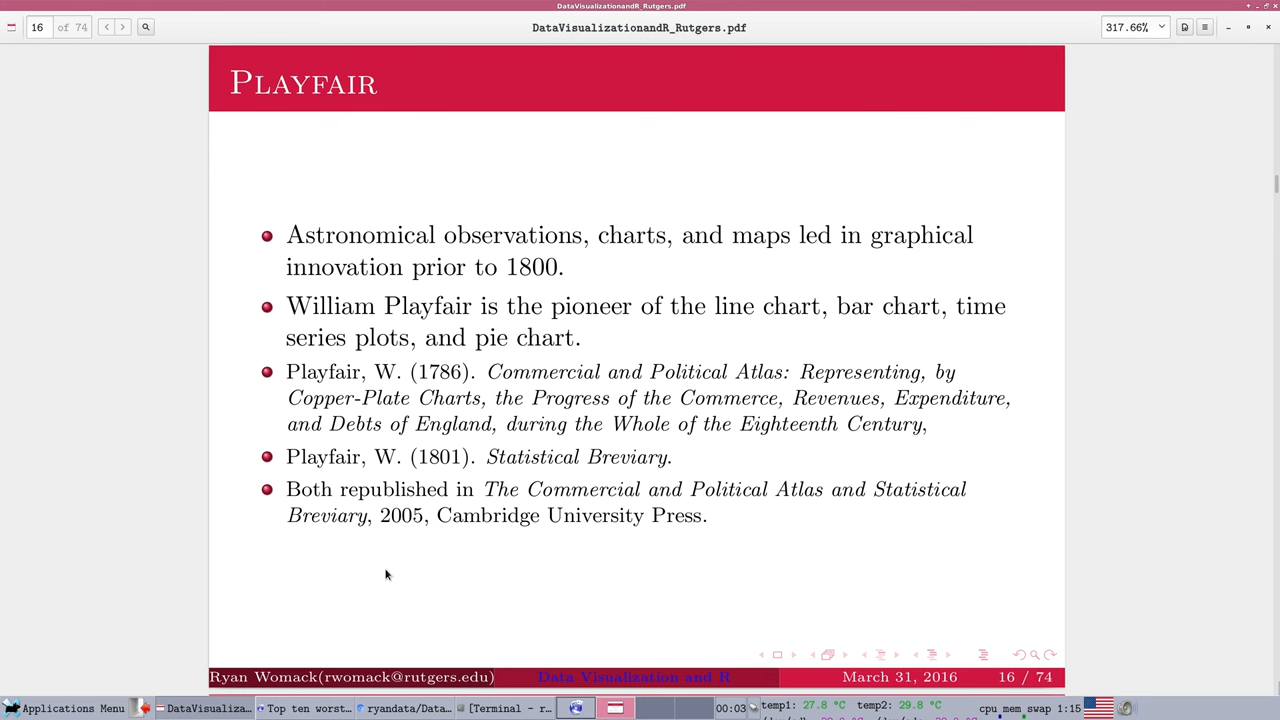 DataVisualizationandR_Rutgers.pdf
16 of 74
DataVisualizationandR_Rutgers.pdf
317.66%
PLAYFAIR
Astronomical observations, charts, and maps led in graphical
innovation prior to 1800.
William Playfair is the pioneer of the line chart, bar chart, time
series plots, and pie chart.
Playfair, W. (1786). Commercial and Political Atlas: Representing, by
Copper-Plate Charts, the Progress of the Commerce, Revenues, Expenditure,
and Debts of England, during the Whole of the Eighteenth Century,
Playfair, W. (1801). Statistical Breviary.
Both republished in The Commercial and Political Atlas and Statistical
Breviary, 2005, Cambridge University Press.
Ryan Womack(rwomack@rutgers.edu) Data Visualization and R March 31, 2016 16 / 74
Applications Menu DataVisualiza... Top ten worst... ryan@/Data... [Terminal - r... 00:03 temp1: 27.8 °C temp2: 29.8 °C cpu mem swap 1:15